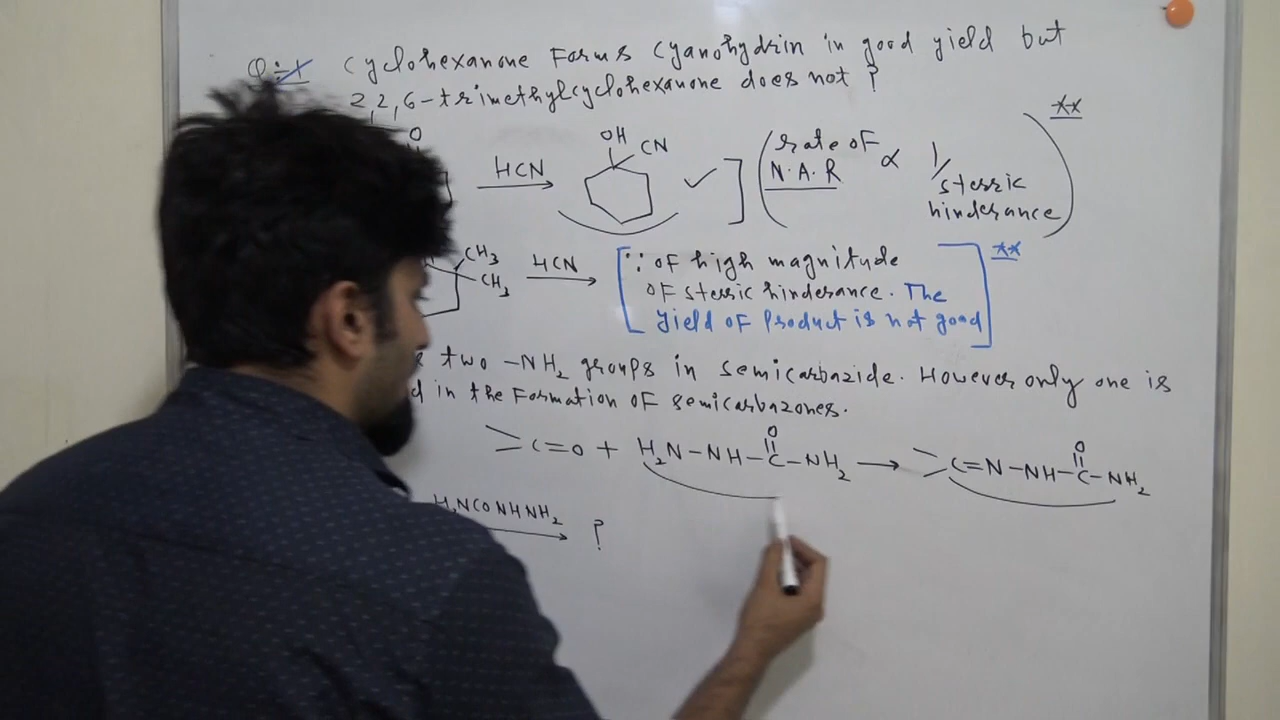 Q:-1 Cyclohexanone Forms Cyanohydrin in good yield but
2,2,6-trimethylcyclohexanone does not ?
O
HCN
OH
CN
rate of N.A.R ∝ 1/sterric hinderance
**
CH3
CH3
HCN
∵ of high magnitude
of sterric hinderance. The
yield of Product is not good
**
two -NH2 groups in semicarbazide. However only one is
in the Formation of semicarbazones.
C=O + H2N-NH-C-NH2 → C=N-NH-C-NH2
O
O
H2NCONHNH2
?